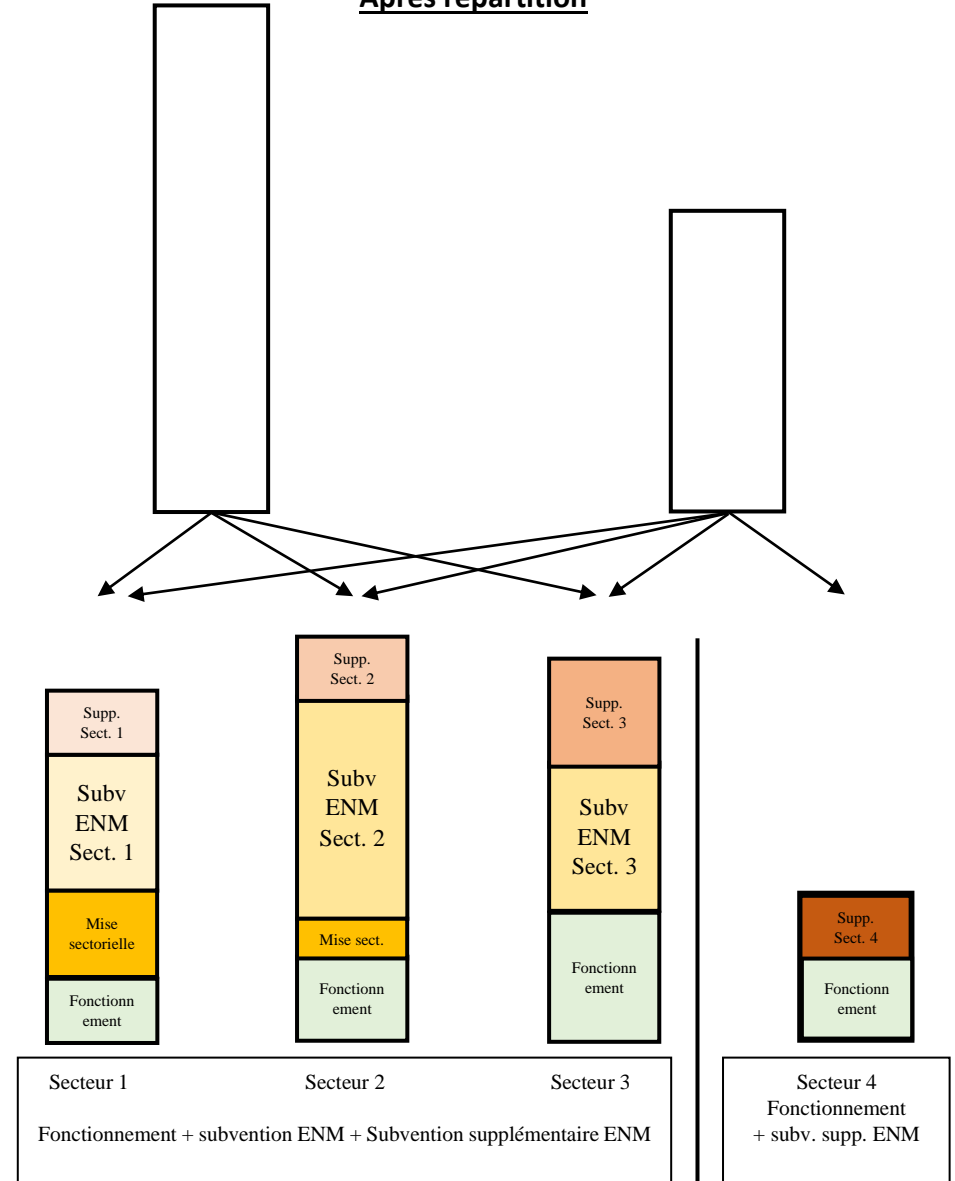 Après répartition
Supp.
Sect. 1
Subv
ENM
Sect. 1
Mise
sectorielle
Fonctionn
ement
Supp.
Sect. 2
Subv
ENM
Sect. 2
Mise sect.
Fonctionn
ement
Supp.
Sect. 3
Subv
ENM
Sect. 3
Fonctionn
ement
Supp.
Sect. 4
Fonctionn
ement
Secteur 1 Secteur 2 Secteur 3
Fonctionnement + subvention ENM + Subvention supplémentaire ENM
Secteur 4
Fonctionnement
+ subv. supp. ENM